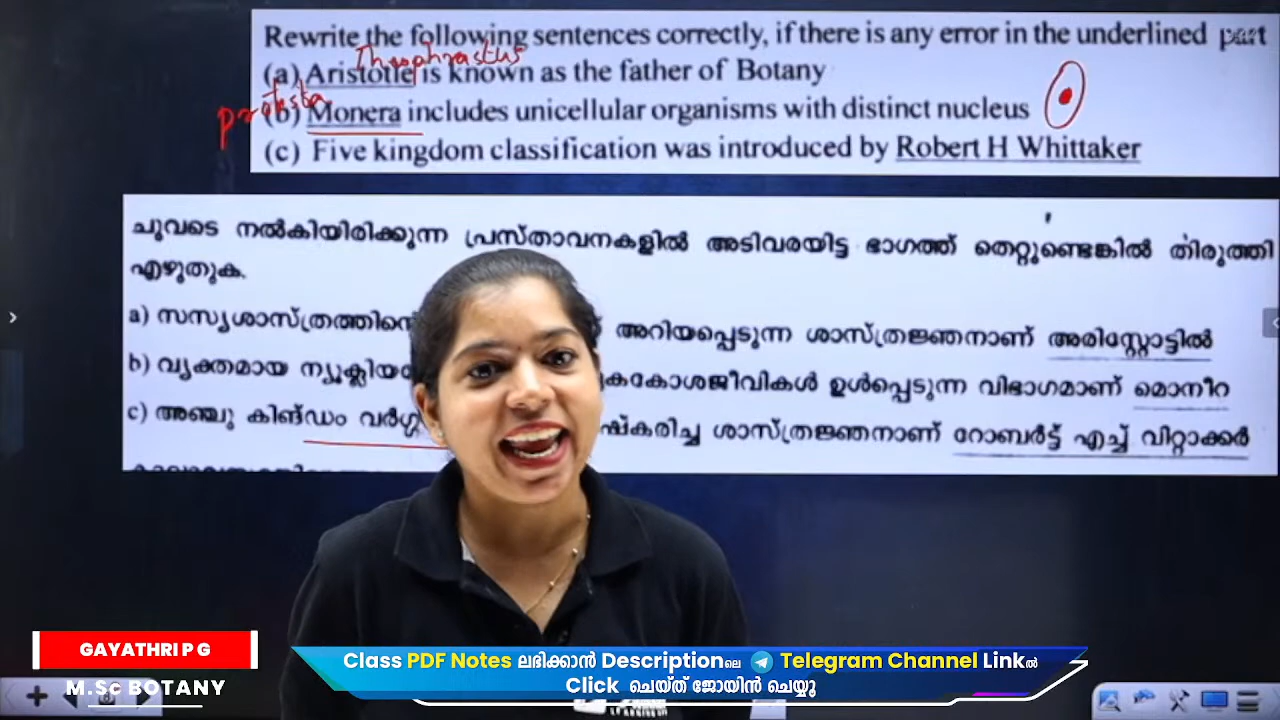 Rewrite the following sentences correctly, if there is any error in the underlined part
Theophrastus
(a) Aristotle is known as the father of Botany
protista
(b) Monera includes unicellular organisms with distinct nucleus
(c) Five kingdom classification was introduced by Robert H Whittaker
ചുവടെ നൽകിയിരിക്കുന്ന പ്രസ്താവനകളിൽ അടിവരയിട്ട ഭാഗത്ത് തെറ്റുണ്ടെങ്കിൽ തിരുത്തി
എഴുതുക.
a) സസ്യശാസ്ത്രത്തിന്റെ അറിയപ്പെടുന്ന ശാസ്ത്രജ്ഞനാണ് അരിസ്റ്റോട്ടിൽ
b) വ്യക്തമായ കകോശജീവികൾ ഉൾപ്പെടുന്ന വിഭാഗമാണ് മൊനീറ
c) അഞ്ചു കിങ്ഡം ഷ്കരിച്ച ശാസ്ത്രജ്ഞനാണ് റോബർട്ട് എച്ച് വിറ്റാക്കർ
GAYATHRI P G
M.Sc BOTANY
Class PDF Notes ലഭിക്കാൻ Descriptionലെ Telegram Channel Linkൽ
Click ചെയ്ത് ജോയിൻ ചെയ്യൂ